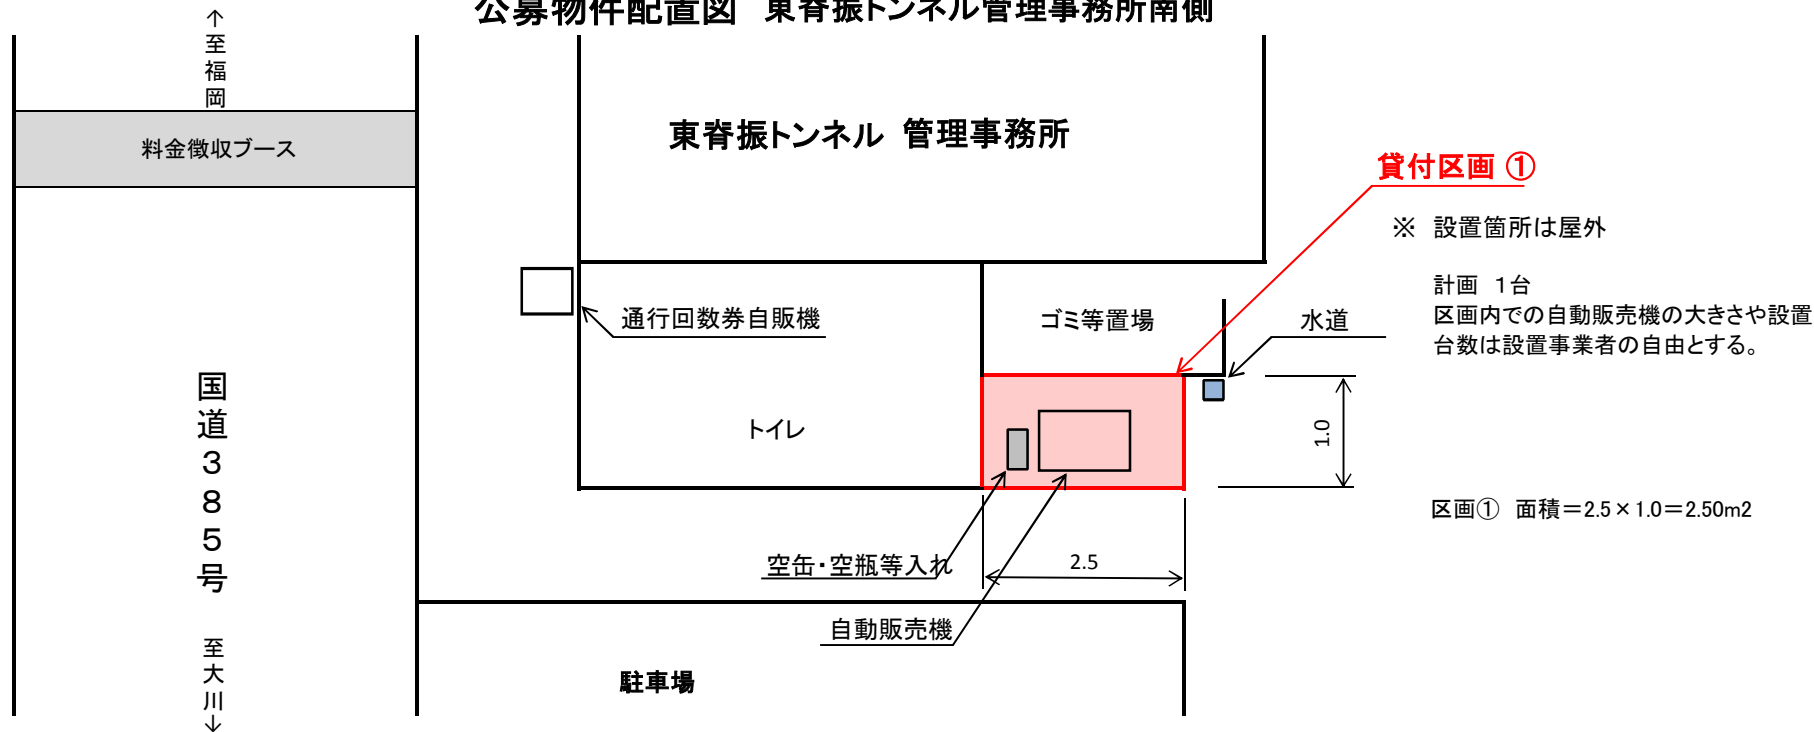 公募物件配置図 東脊振トンネル管理事務所南側
↑至福岡
料金徴収ブース
東脊振トンネル 管理事務所
貸付区画 ①
※ 設置箇所は屋外
計画 1台
区画内での自動販売機の大きさや設置
台数は設置事業者の自由とする。
通行回数券自販機
ゴミ等置場
水道
国道385号
トイレ
1.0
区画① 面積=2.5×1.0=2.50m2
空缶・空瓶等入れ
2.5
自動販売機
至大川↓
駐車場